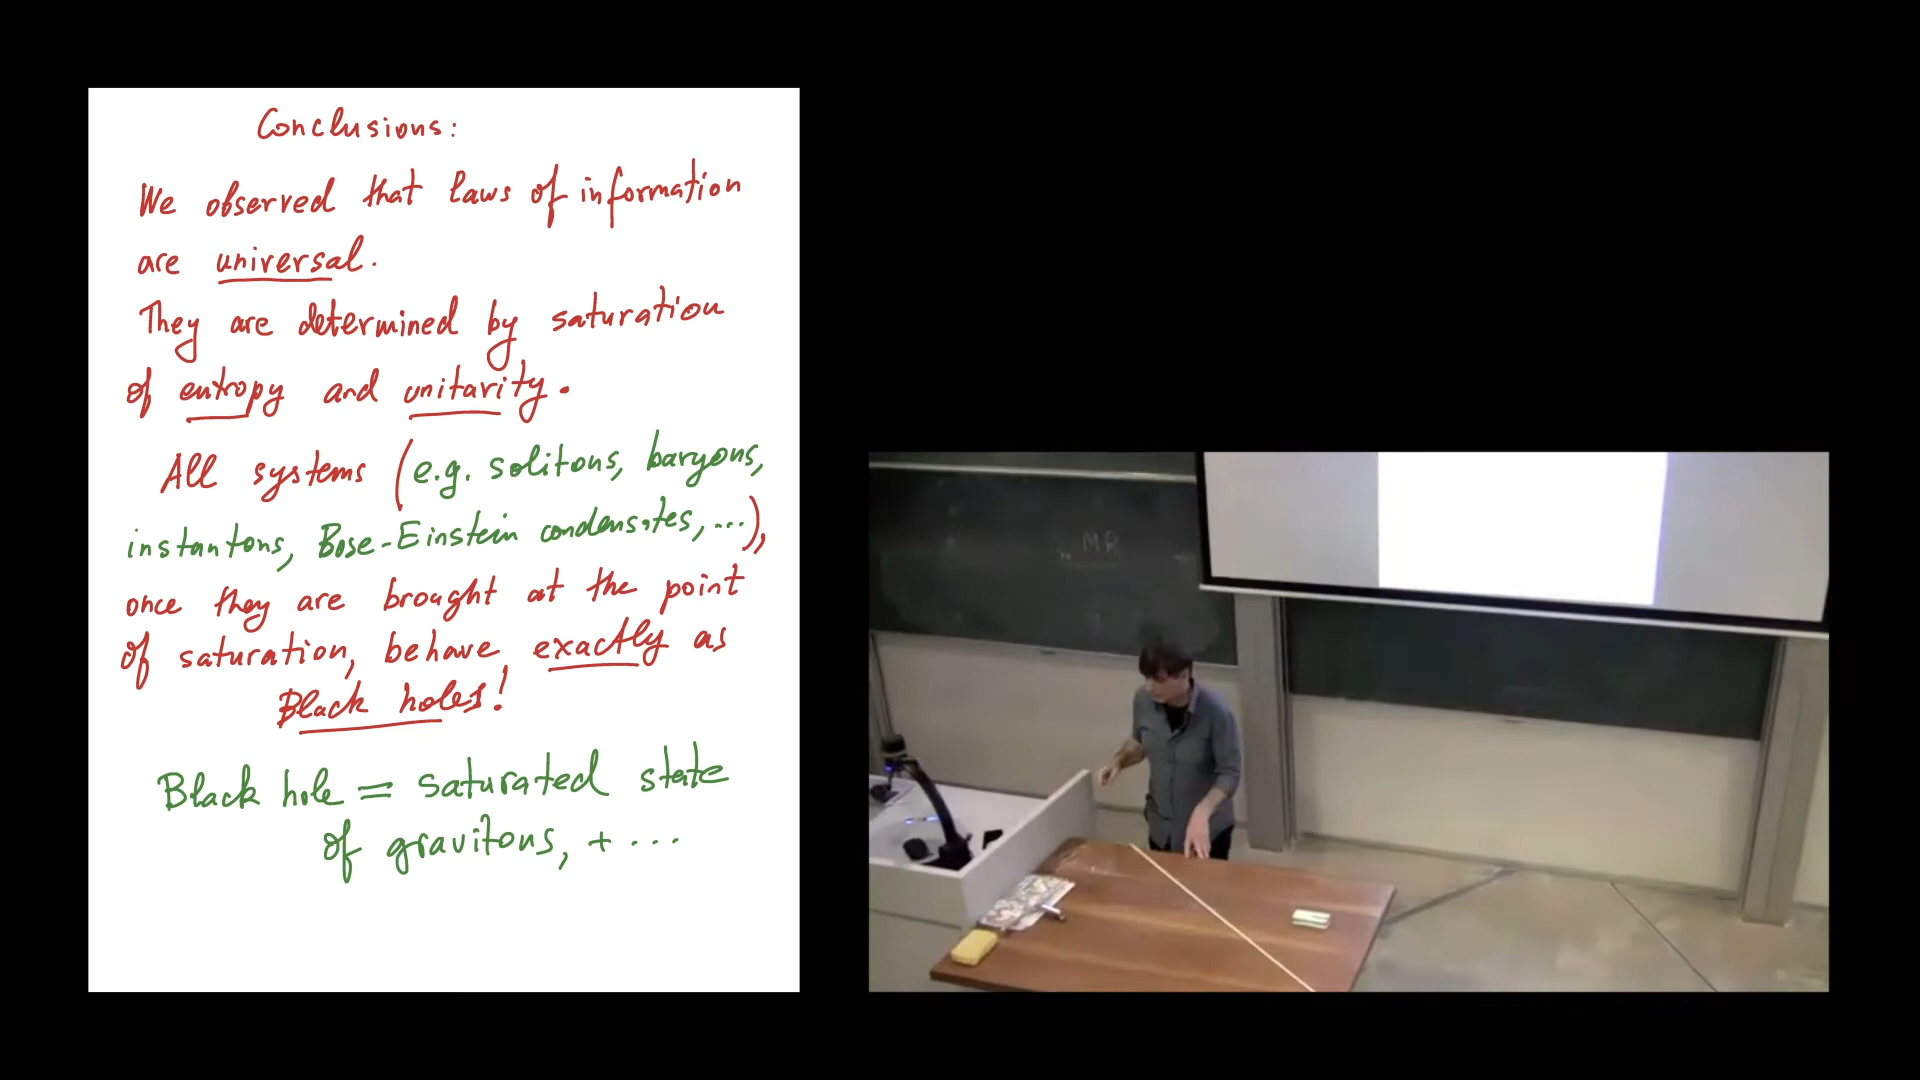 Conclusions:
We observed that laws of information
are universal.
They are determined by saturation
of entropy and unitarity.
All systems (e.g. solitons, baryons,
instantons, Bose-Einstein condensates, ...),
once they are brought at the point
of saturation, behave exactly as
Black holes!
Black hole = saturated state
of gravitons, + ...
MR